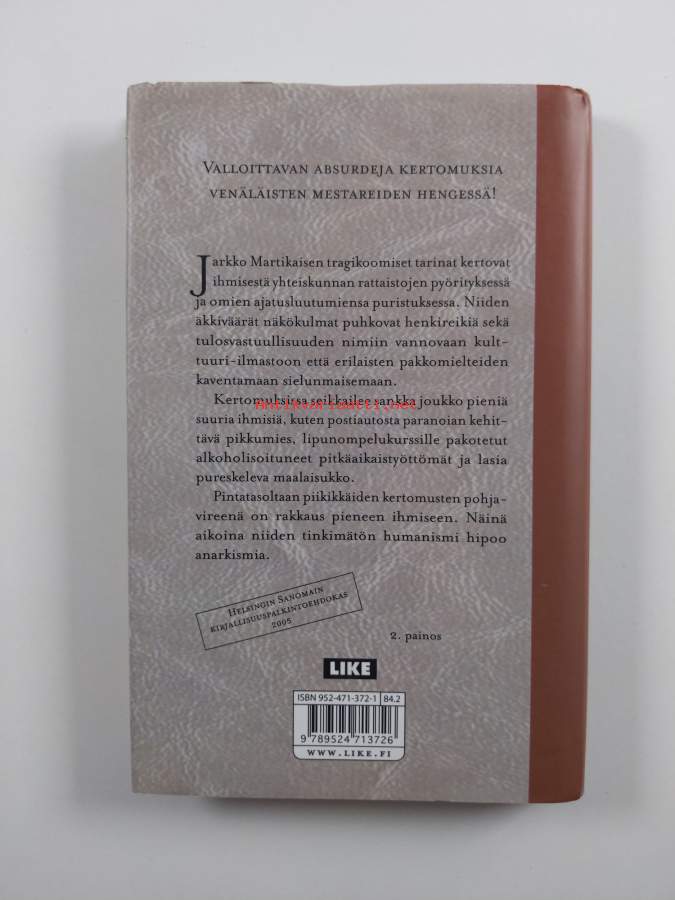 Valloittavan absurdeja kertomuksia
venäläisten mestareiden hengessä!
Jarkko Martikaisen tragikoomiset tarinat kertovat
ihmisestä yhteiskunnan rattaistojen pyörityksessä
ja omien ajatusluutumiensa puristuksessa. Niiden
äkkiväärät näkökulmat puhkovat henkireikiä sekä
tulosvastuullisuuden nimiin vannovaan kult-
tuuri-ilmastoon että erilaisten pakkomielteiden
kaventamaan sielunmaisemaan.
Kertomuksissa seikkailee sankka joukko pieniä
Antikvariaatti.net
suuria ihmisiä, kuten postiautosta paranoian kehit-
tävä pikkumies, lipunompelukurssille pakotetut
alkoholisoituneet pitkäaikaistyöttömät ja lasia
pureskeleva maalaisukko.
Pintatasoltaan piikikkäiden kertomusten pohja-
vireenä on rakkaus pieneen ihmiseen. Näinä
aikoina niiden tinkimätön humanismi hipoo
anarkismia.
Helsingin Sanomain
kirjallisuuspalkintoehdokas
2005
2. painos
LIKE
ISBN 952-471-372-1 84.2
9 789524 713726
WWW.LIKE.FI